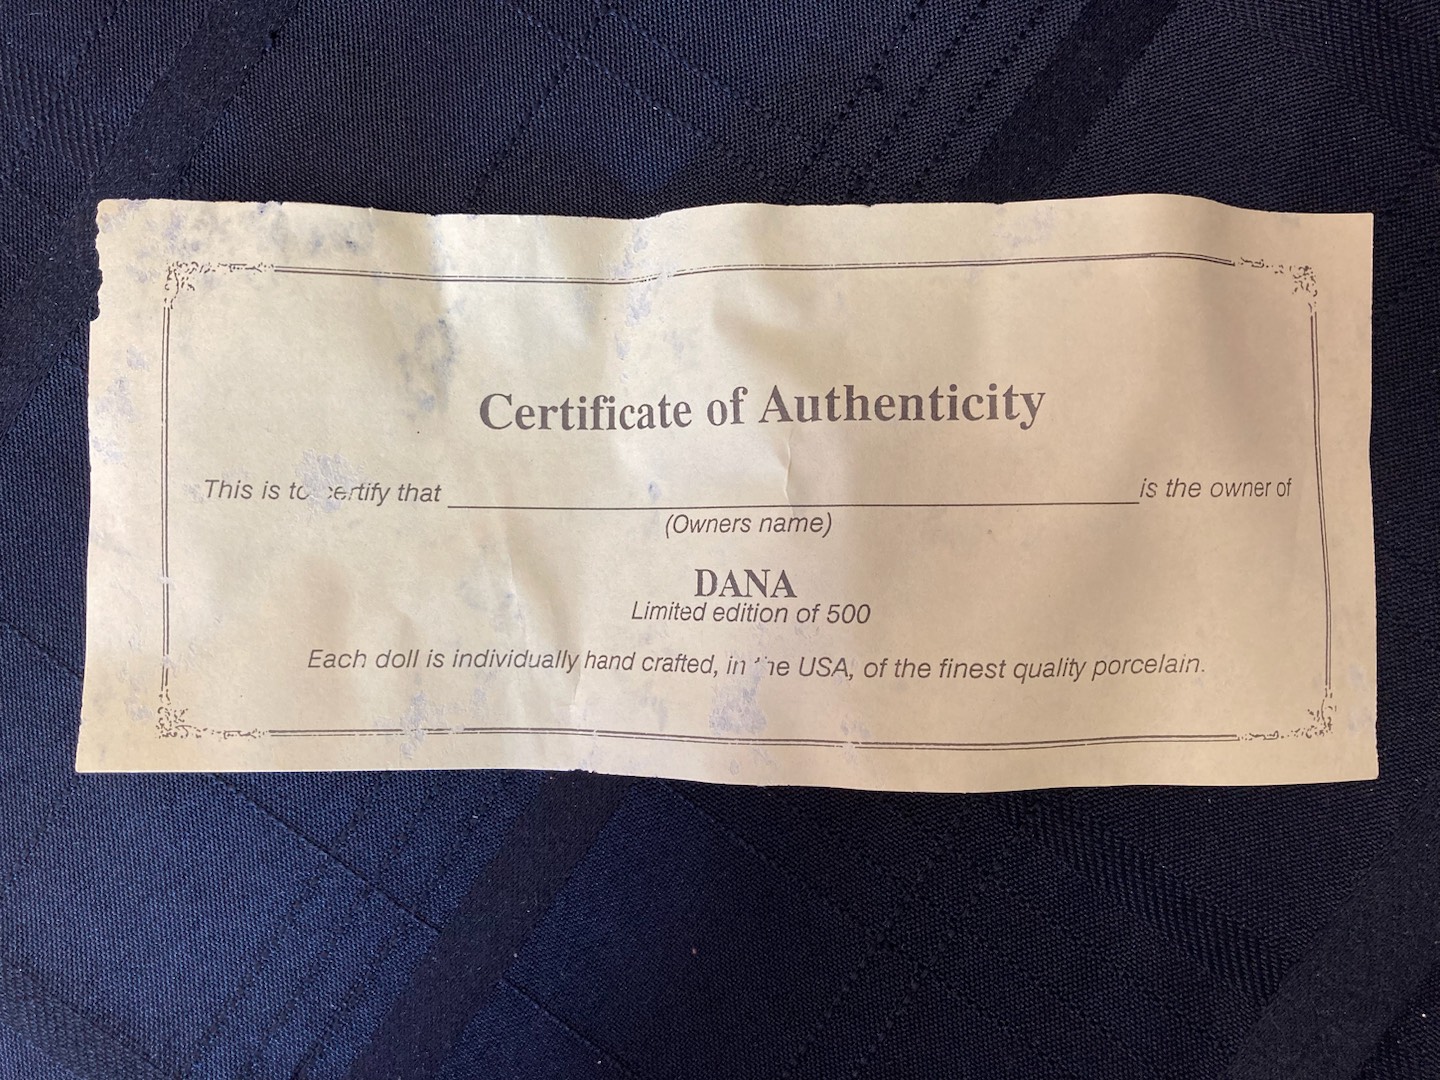 Certificate of Authenticity
This is to certify that is the owner of
(Owners name)
DANA
Limited edition of 500
Each doll is individually hand crafted, in the USA, of the finest quality porcelain.